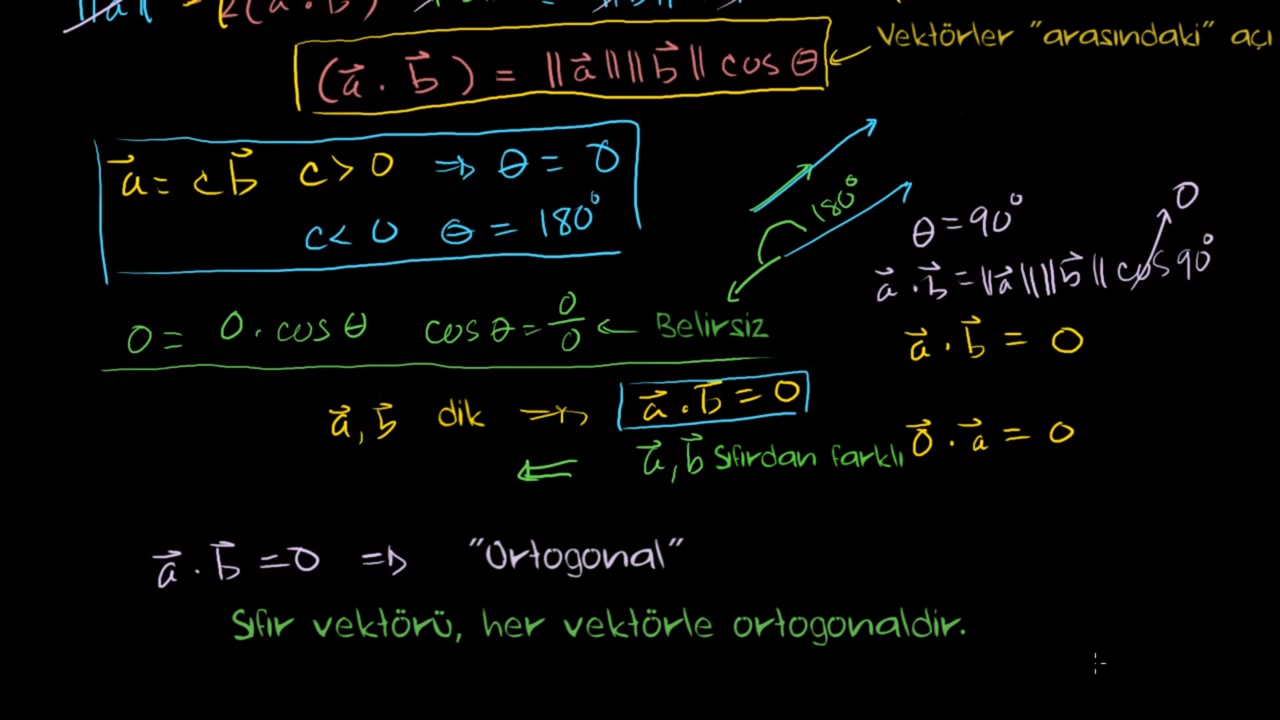 Vektörler "arasındaki" açı
(a⃗ . b⃗) = ‖a⃗‖‖b⃗‖ cos θ
a⃗ = c b⃗ c > 0 ⇒ θ = 0
c < 0 θ = 180°
180°
θ = 90°
0
a⃗ . b⃗ = ‖a⃗‖‖b⃗‖ cos 90°
a⃗ . b⃗ = 0
0 = 0 . cos θ cos θ = 0/0 ← Belirsiz
a⃗, b⃗ dik ⇒ a⃗ . b⃗ = 0
⇐ a⃗, b⃗ Sıfırdan farklı
0⃗ . a⃗ = 0
a⃗ . b⃗ = 0 ⇒ "Ortogonal"
Sıfır vektörü, her vektörle ortogonaldir.